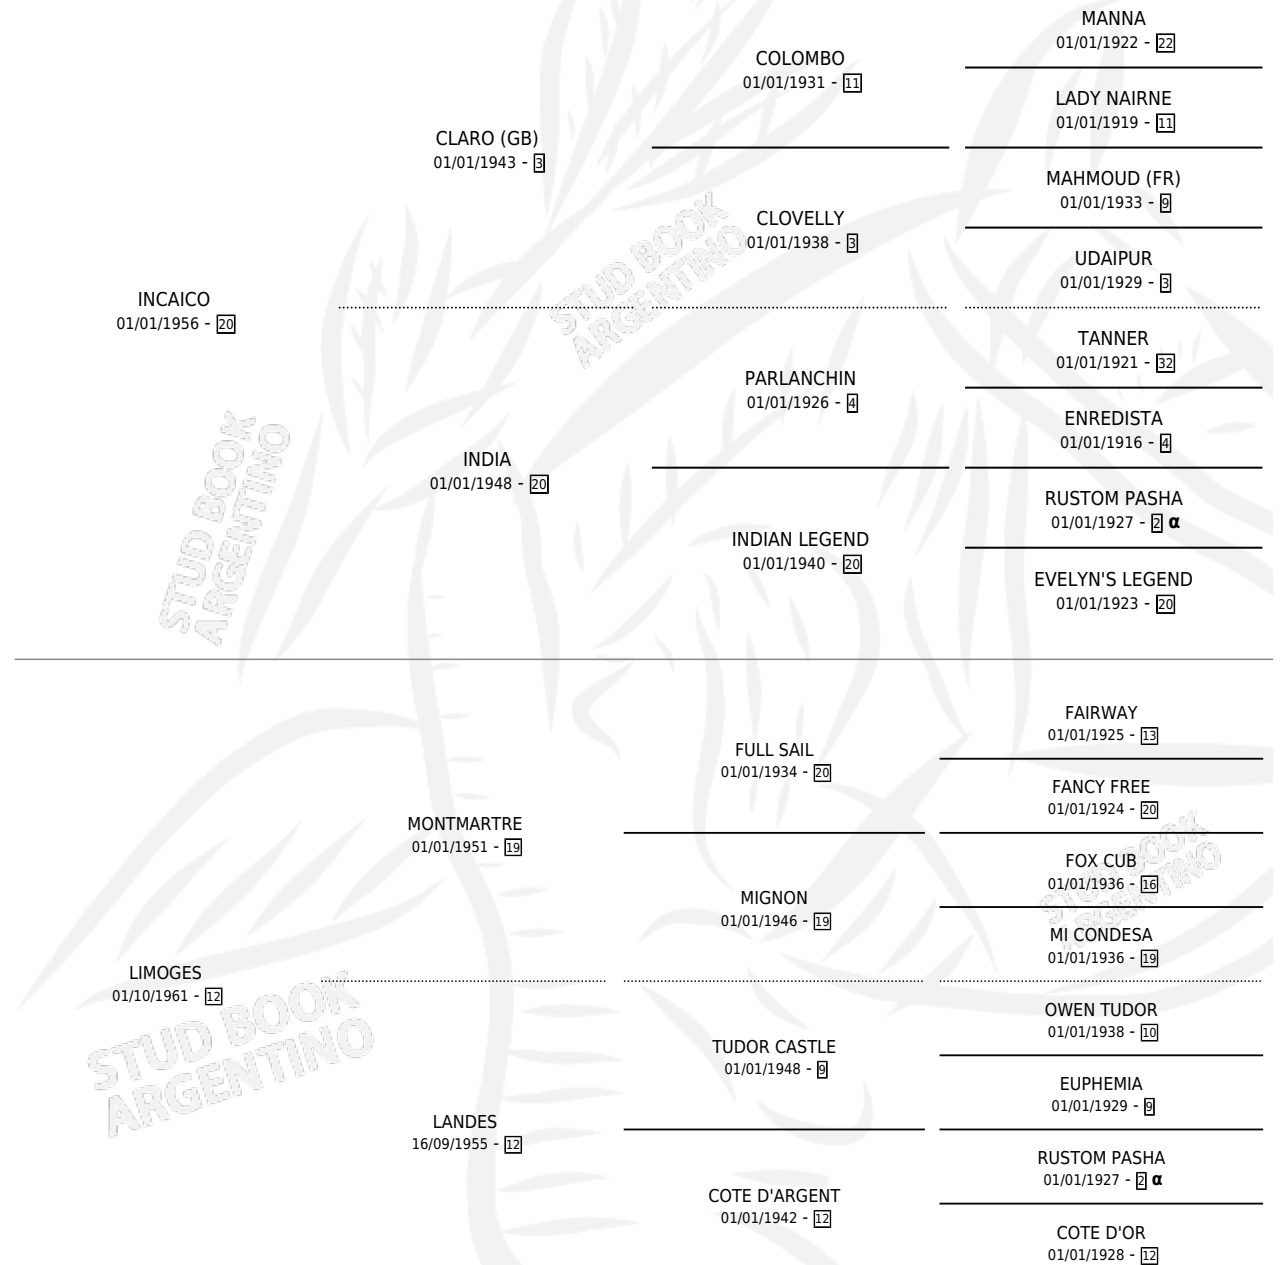 MANNA
01/01/1922 - 22
COLOMBO
01/01/1931 - 11
LADY NAIRNE
01/01/1919 - 11
CLARO (GB)
01/01/1943 - 3
MAHMOUD (FR)
01/01/1933 - 9
CLOVELLY
01/01/1938 - 3
UDAIPUR
01/01/1929 - 3
INCAICO
01/01/1956 - 20
TANNER
01/01/1921 - 32
PARLANCHIN
01/01/1926 - 4
ENREDISTA
01/01/1916 - 4
INDIA
01/01/1948 - 20
RUSTOM PASHA
01/01/1927 - 2 α
INDIAN LEGEND
01/01/1940 - 20
EVELYN'S LEGEND
01/01/1923 - 20
FAIRWAY
01/01/1925 - 13
FULL SAIL
01/01/1934 - 20
FANCY FREE
01/01/1924 - 20
MONTMARTRE
01/01/1951 - 19
FOX CUB
01/01/1936 - 16
MIGNON
01/01/1946 - 19
MI CONDESA
01/01/1936 - 19
LIMOGES
01/10/1961 - 12
OWEN TUDOR
01/01/1938 - 10
TUDOR CASTLE
01/01/1948 - 9
EUPHEMIA
01/01/1929 - 9
LANDES
16/09/1955 - 12
RUSTOM PASHA
01/01/1927 - 2 α
COTE D'ARGENT
01/01/1942 - 12
COTE D'OR
01/01/1928 - 12
STUD BOOK
ARGENTINO
STUD BOOK
ARGENTINO
STUD BOOK
ARGENTINO
STUD BOOK
ARGENTINO